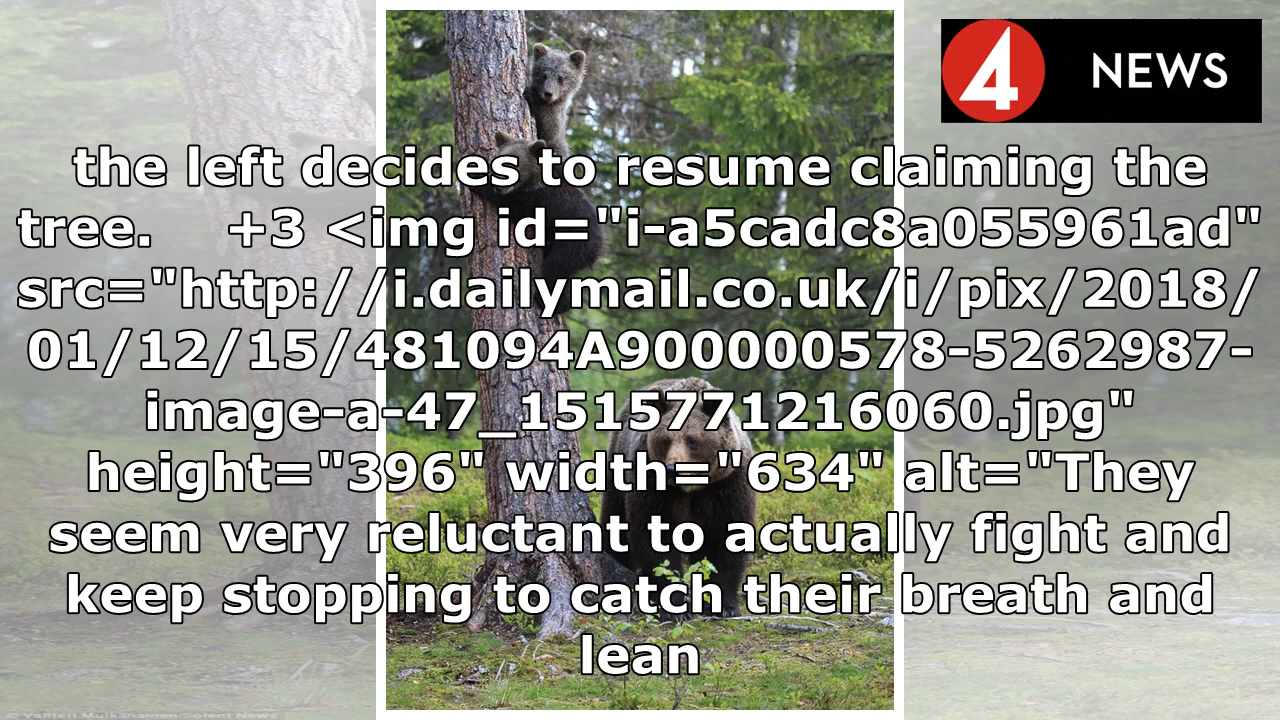 4 NEWS
the left decides to resume claiming the
tree. +3 <img id="i-a5cadc8a055961ad"
src="http://i.dailymail.co.uk/i/pix/2018/
01/12/15/481094A900000578-5262987-
image-a-47_1515771216060.jpg"
height="396" width="634" alt="They
seem very reluctant to actually fight and
keep stopping to catch their breath and
lean